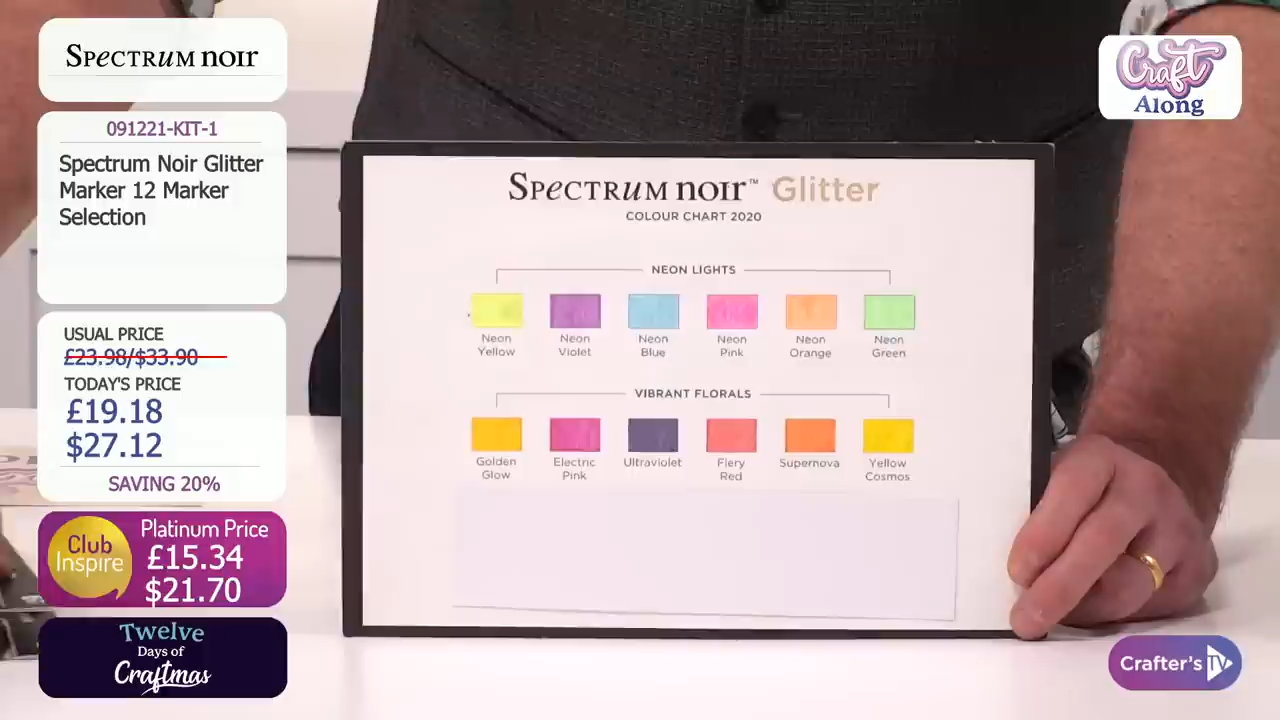 Spectrum noir
091221-KIT-1
Spectrum Noir Glitter
Marker 12 Marker
Selection
USUAL PRICE
£23.98/$33.90
TODAY'S PRICE
£19.18
$27.12
SAVING 20%
Club
Inspire
Platinum Price
£15.34
$21.70
Twelve
Days of
Craftmas
Spectrum noir™ Glitter
COLOUR CHART 2020
NEON LIGHTS
Neon Yellow
Neon Violet
Neon Blue
Neon Pink
Neon Orange
Neon Green
VIBRANT FLORALS
Golden Glow
Electric Pink
Ultraviolet
Fiery Red
Supernova
Yellow Cosmos
Craft
Along
Crafter's TV